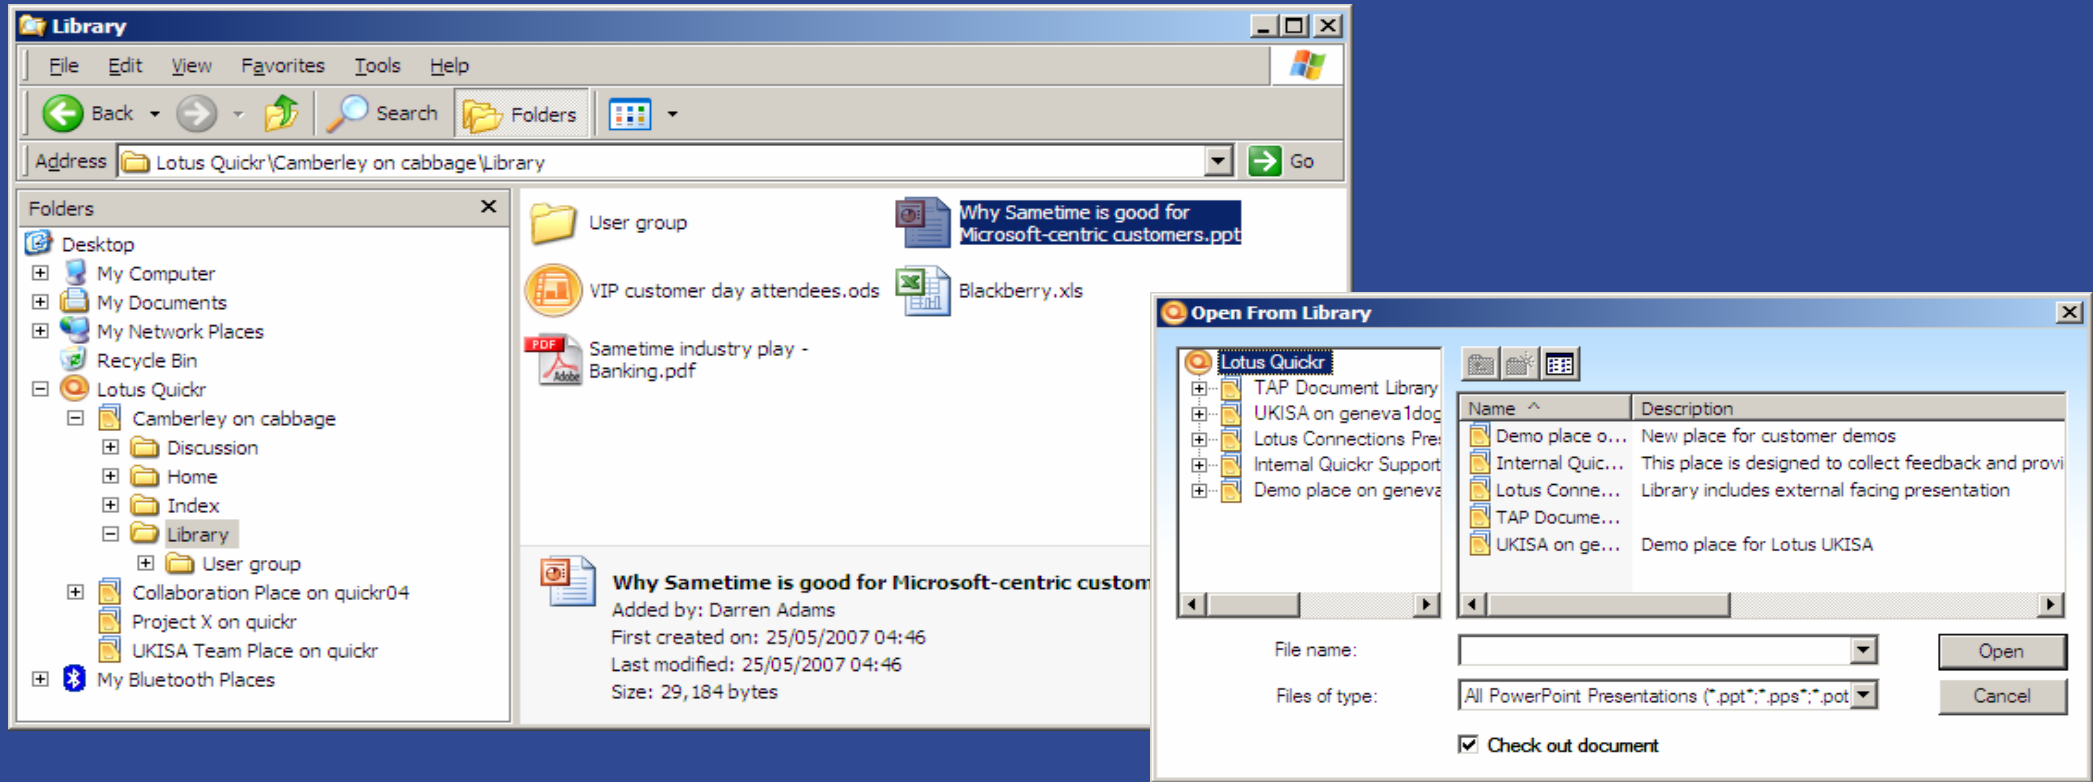 Library
File Edit View Favorites Tools Help
Back Search Folders
Address Lotus Quickr\Camberley on cabbage\Library Go
Folders
Desktop
My Computer
My Documents
My Network Places
Recycle Bin
Lotus Quickr
Camberley on cabbage
Discussion
Home
Index
Library
User group
Collaboration Place on quickr04
Project X on quickr
UKISA Team Place on quickr
My Bluetooth Places
User group
Why Sametime is good for
Microsoft-centric customers.ppt
VIP customer day attendees.ods
Blackberry.xls
PDF
Adobe
Sametime industry play -
Banking.pdf
Why Sametime is good for Microsoft-centric custom
Added by: Darren Adams
First created on: 25/05/2007 04:46
Last modified: 25/05/2007 04:46
Size: 29,184 bytes
Open From Library
Lotus Quickr
TAP Document Library
UKISA on geneva1dog
Lotus Connections Pre
Internal Quickr Support
Demo place on geneva
Name Description
Demo place o... New place for customer demos
Internal Quic... This place is designed to collect feedback and provi
Lotus Conne... Library includes external facing presentation
TAP Docume...
UKISA on ge... Demo place for Lotus UKISA
File name:
Open
Files of type: All PowerPoint Presentations (*.ppt*;*.pps*;*.pot
Cancel
Check out document